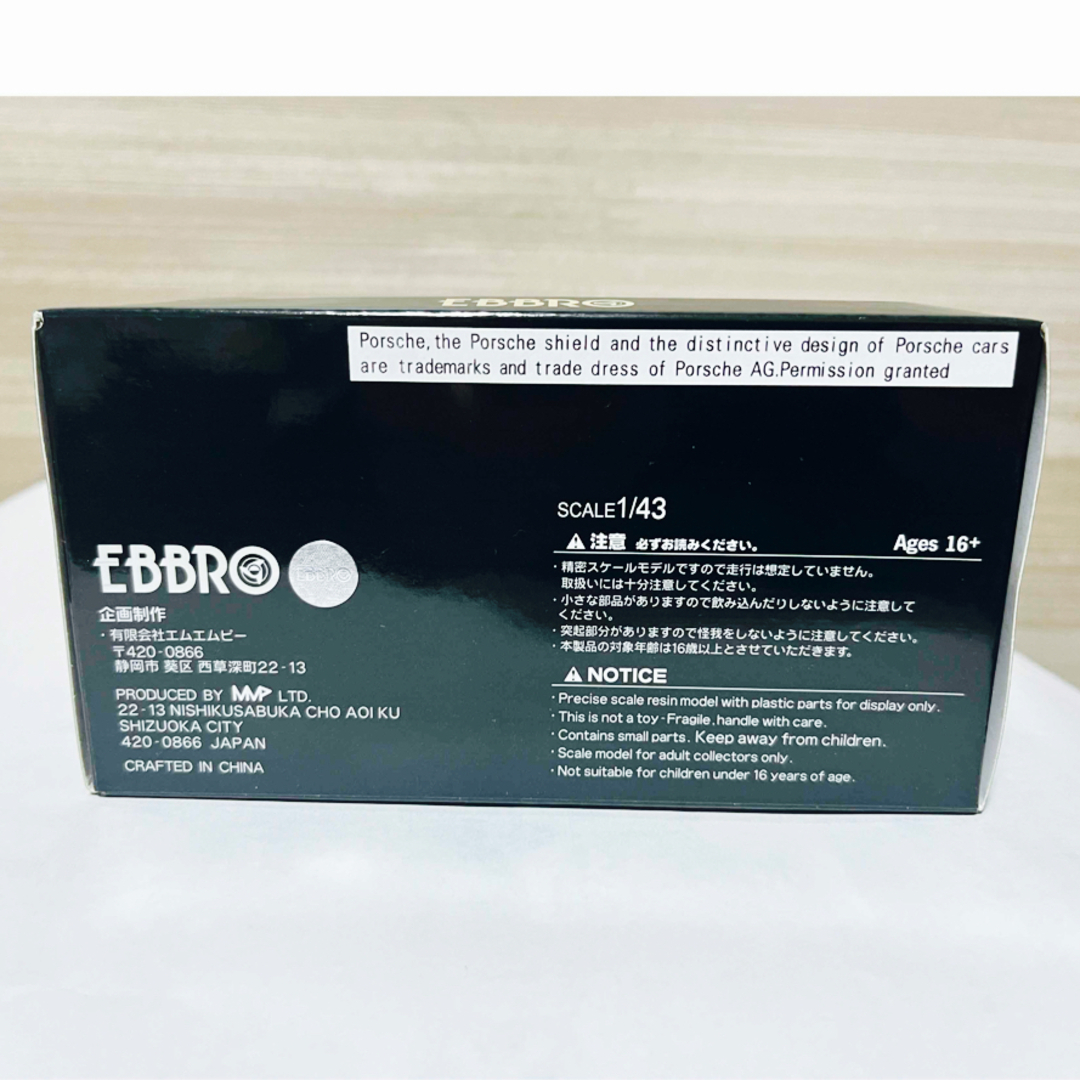 EBBRO
Porsche, the Porsche shield and the distinctive design of Porsche cars
are trademarks and trade dress of Porsche AG.Permission granted
SCALE1/43
⚠ 注意 必ずお読みください。 Ages 16+
・精密スケールモデルですので走行は想定していません。
取扱いには十分注意してください。
・小さな部品がありますので飲み込んだりしないように注意して
ください。
・突起部分がありますので怪我をしないように注意してください。
・本製品の対象年齢は16歳以上とさせていただきます。
⚠ NOTICE
・Precise scale resin model with plastic parts for display only.
・This is not a toy-Fragile, handle with care.
・Contains small parts. Keep away from children.
・Scale model for adult collectors only.
・Not suitable for children under 16 years of age.
EBBRO
EBBRO
企画制作
・有限会社エムエムピー
〒420-0866
静岡市 葵区 西草深町22-13
PRODUCED BY MMP LTD.
22-13 NISHIKUSABUKA CHO AOI KU
SHIZUOKA CITY
420-0866 JAPAN
CRAFTED IN CHINA